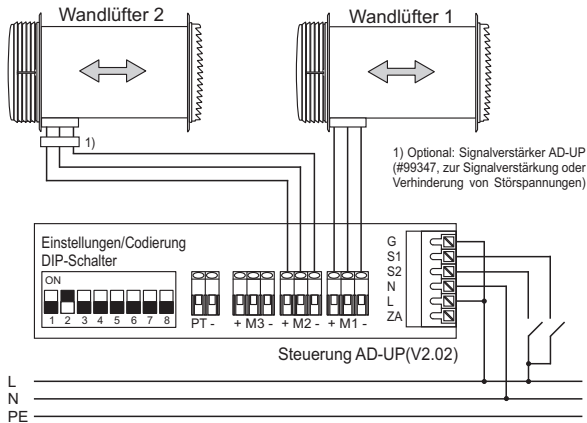 Wandlüfter 2
Wandlüfter 1
1)
1) Optional: Signalverstärker AD-UP
(#99347, zur Signalverstärkung oder
Verhinderung von Störspannungen)
Einstellungen/Codierung
DIP-Schalter
ON
1 2 3 4 5 6 7 8
PT - + M3 - + M2 - + M1 -
G
S1
S2
N
L
ZA
Steuerung AD-UP(V2.02)
L
N
PE